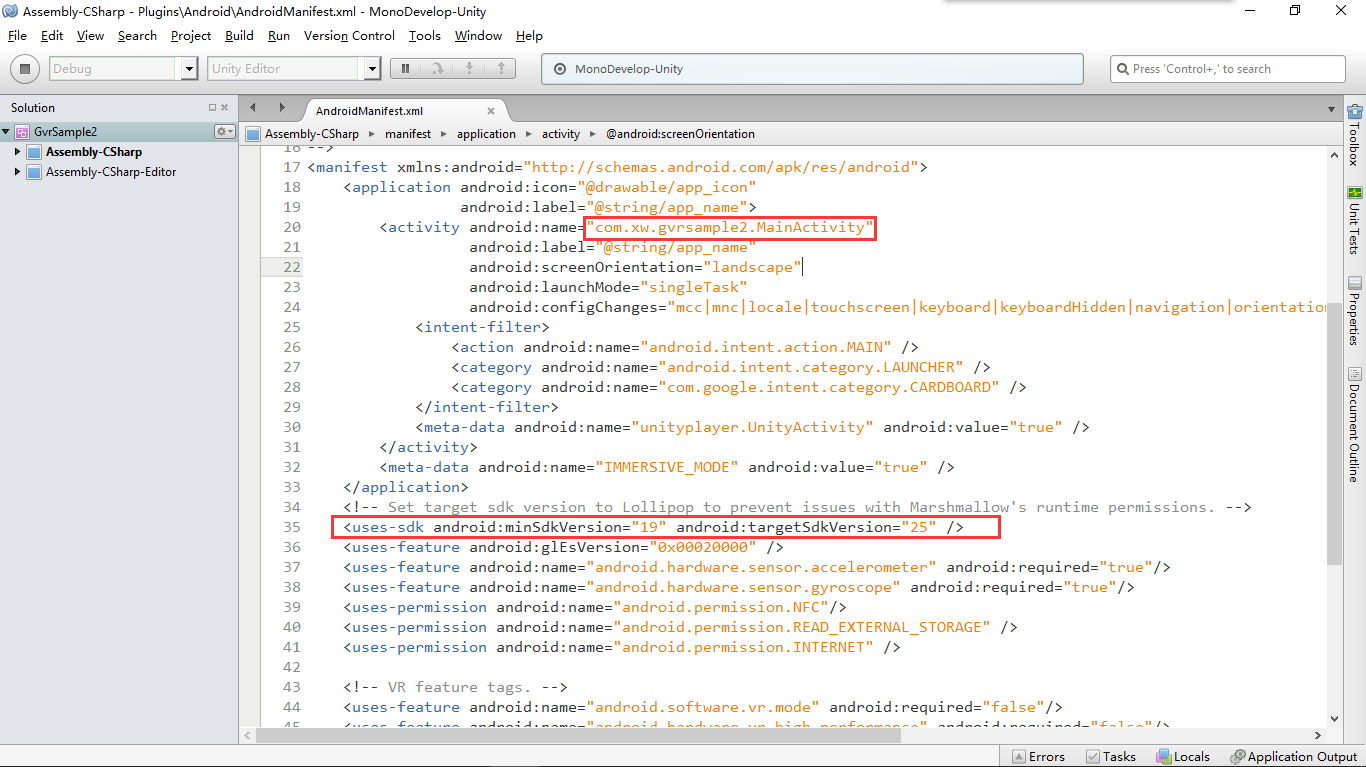 Assembly-CSharp - Plugins\Android\AndroidManifest.xml - MonoDevelop-Unity
File Edit View Search Project Build Run Version Control Tools Window Help
Debug Unity Editor MonoDevelop-Unity Press 'Control+,' to search
Solution
GvrSample2
Assembly-CSharp
Assembly-CSharp-Editor
AndroidManifest.xml
Assembly-CSharp manifest application activity @android:screenOrientation
16 -->
17 <manifest xmlns:android="http://schemas.android.com/apk/res/android">
18 <application android:icon="@drawable/app_icon"
19 android:label="@string/app_name">
20 <activity android:name="com.xw.gvrsample2.MainActivity"
21 android:label="@string/app_name"
22 android:screenOrientation="landscape"
23 android:launchMode="singleTask"
24 android:configChanges="mcc|mnc|locale|touchscreen|keyboard|keyboardHidden|navigation|orientation
25 <intent-filter>
26 <action android:name="android.intent.action.MAIN" />
27 <category android:name="android.intent.category.LAUNCHER" />
28 <category android:name="com.google.intent.category.CARDBOARD" />
29 </intent-filter>
30 <meta-data android:name="unityplayer.UnityActivity" android:value="true" />
31 </activity>
32 <meta-data android:name="IMMERSIVE_MODE" android:value="true" />
33 </application>
34 <!-- Set target sdk version to Lollipop to prevent issues with Marshmallow's runtime permissions. -->
35 <uses-sdk android:minSdkVersion="19" android:targetSdkVersion="25" />
36 <uses-feature android:glEsVersion="0x00020000" />
37 <uses-feature android:name="android.hardware.sensor.accelerometer" android:required="true"/>
38 <uses-feature android:name="android.hardware.sensor.gyroscope" android:required="true"/>
39 <uses-permission android:name="android.permission.NFC"/>
40 <uses-permission android:name="android.permission.READ_EXTERNAL_STORAGE" />
41 <uses-permission android:name="android.permission.INTERNET" />
42
43 <!-- VR feature tags. -->
44 <uses-feature android:name="android.software.vr.mode" android:required="false"/>
45 <uses-feature android:name="android.hardware.vr.high_performance" android:required="false"/>
Toolbox
Unit Tests
Properties
Document Outline
Errors Tasks Locals Application Output